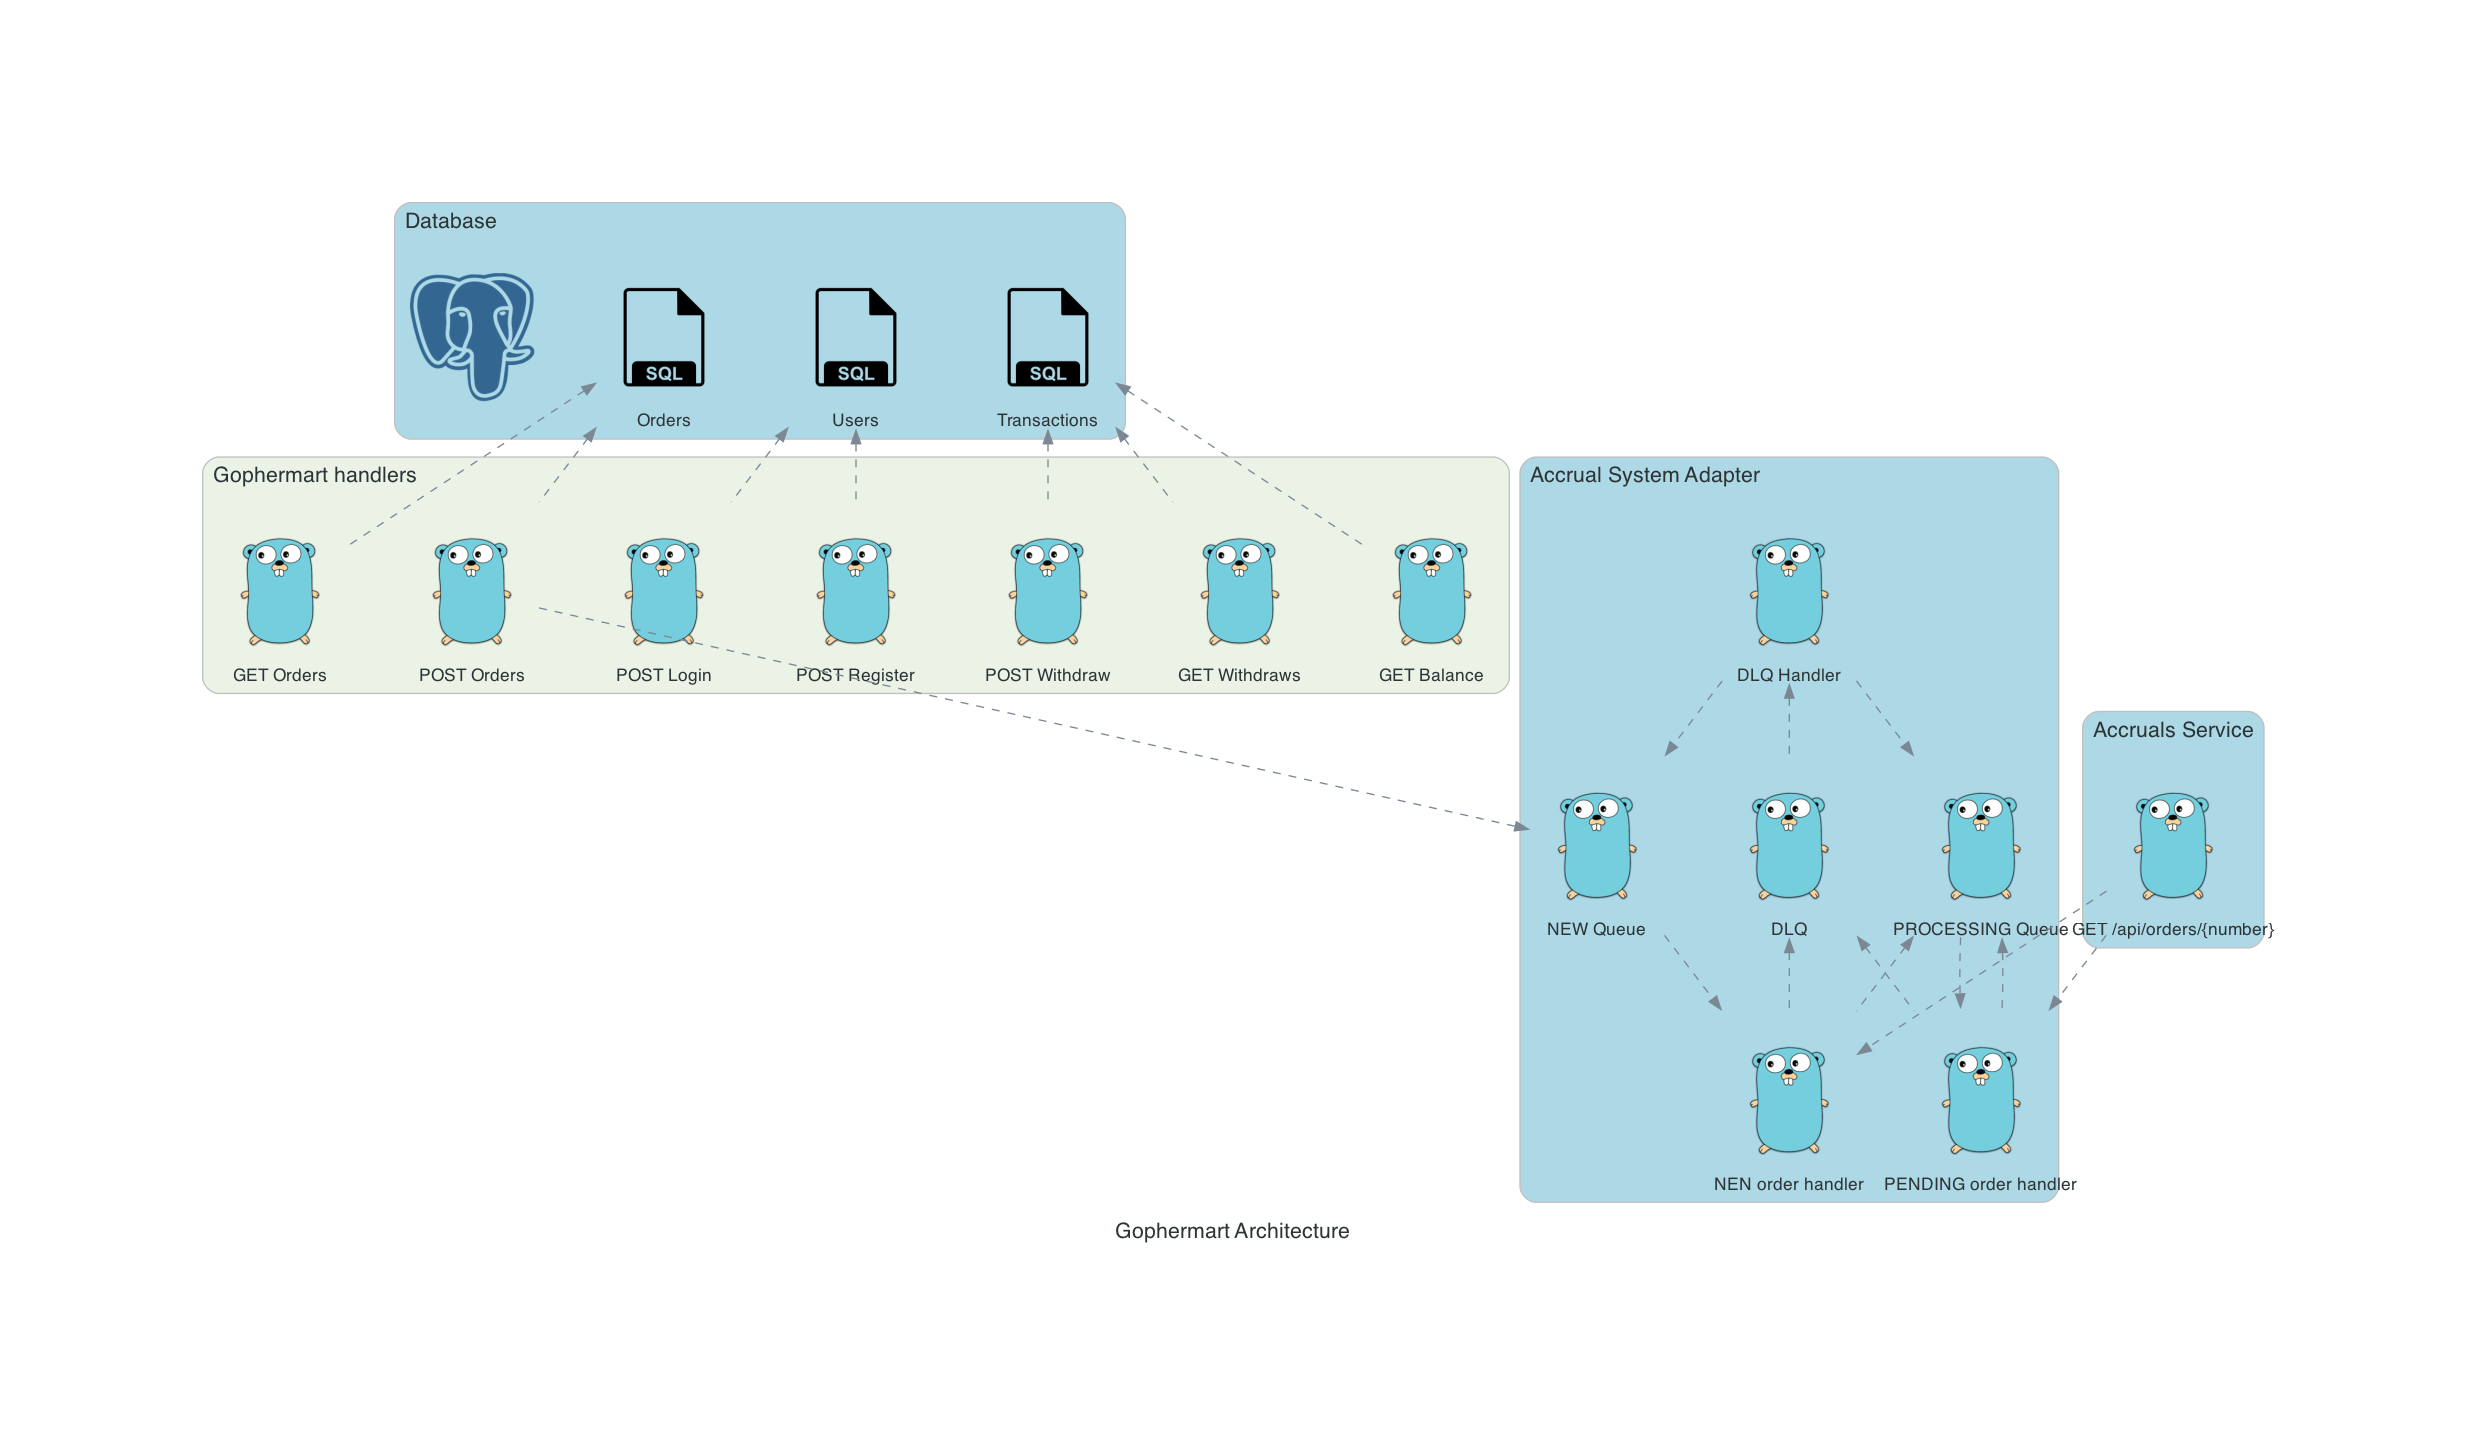 Database
SQL
SQL
SQL
Orders
Users
Transactions
Gophermart handlers
GET Orders
POST Orders
POST Login
POST Register
POST Withdraw
GET Withdraws
GET Balance
Accrual System Adapter
DLQ Handler
Accruals Service
NEW Queue
DLQ
PROCESSING Queue
GET /api/orders/{number}
NEN order handler
PENDING order handler
Gophermart Architecture